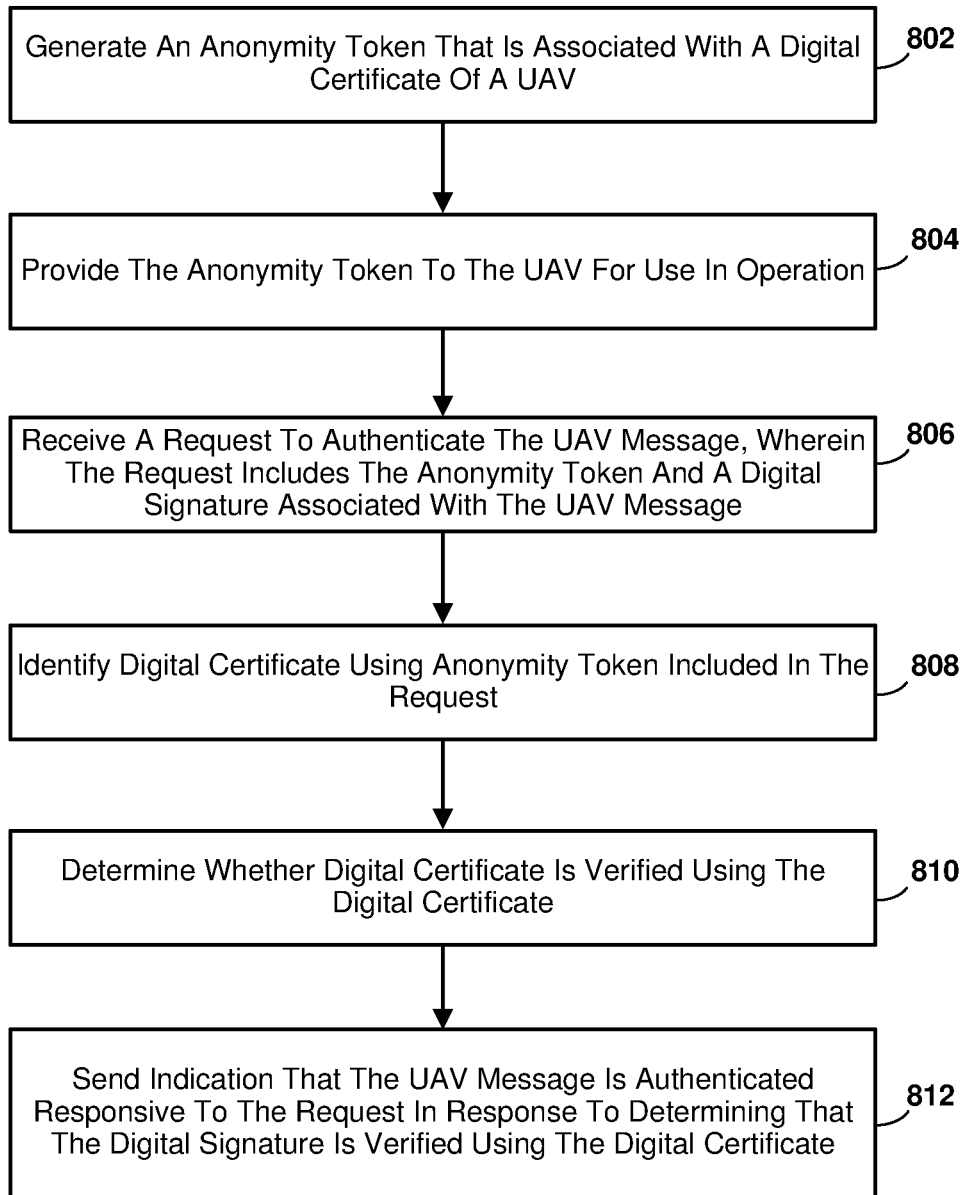 Generate An Anonymity Token That Is Associated With A Digital
Certificate Of A UAV
802
Provide The Anonymity Token To The UAV For Use In Operation
804
Receive A Request To Authenticate The UAV Message, Wherein
The Request Includes The Anonymity Token And A Digital
Signature Associated With The UAV Message
806
Identify Digital Certificate Using Anonymity Token Included In The
Request
808
Determine Whether Digital Certificate Is Verified Using The
Digital Certificate
810
Send Indication That The UAV Message Is Authenticated
Responsive To The Request In Response To Determining That
The Digital Signature Is Verified Using The Digital Certificate
812